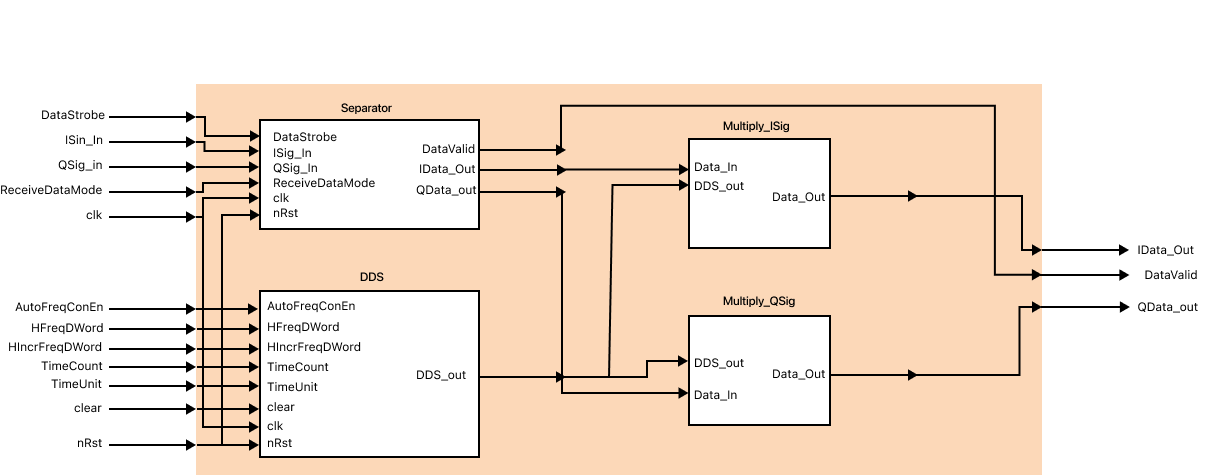 DataStrobe
ISin_In
QSig_in
ReceiveDataMode
clk
AutoFreqConEn
HFreqDWord
HIncrFreqDWord
TimeCount
TimeUnit
clear
nRst
Separator
DataStrobe
ISig_In
QSig_In
ReceiveDataMode
clk
nRst
DataValid
IData_Out
QData_out
DDS
AutoFreqConEn
HFreqDWord
HIncrFreqDWord
TimeCount
TimeUnit
clear
clk
nRst
DDS_out
Multiply_ISig
Data_In
DDS_out
Data_Out
Multiply_QSig
DDS_out
Data_In
Data_Out
IData_Out
DataValid
QData_out